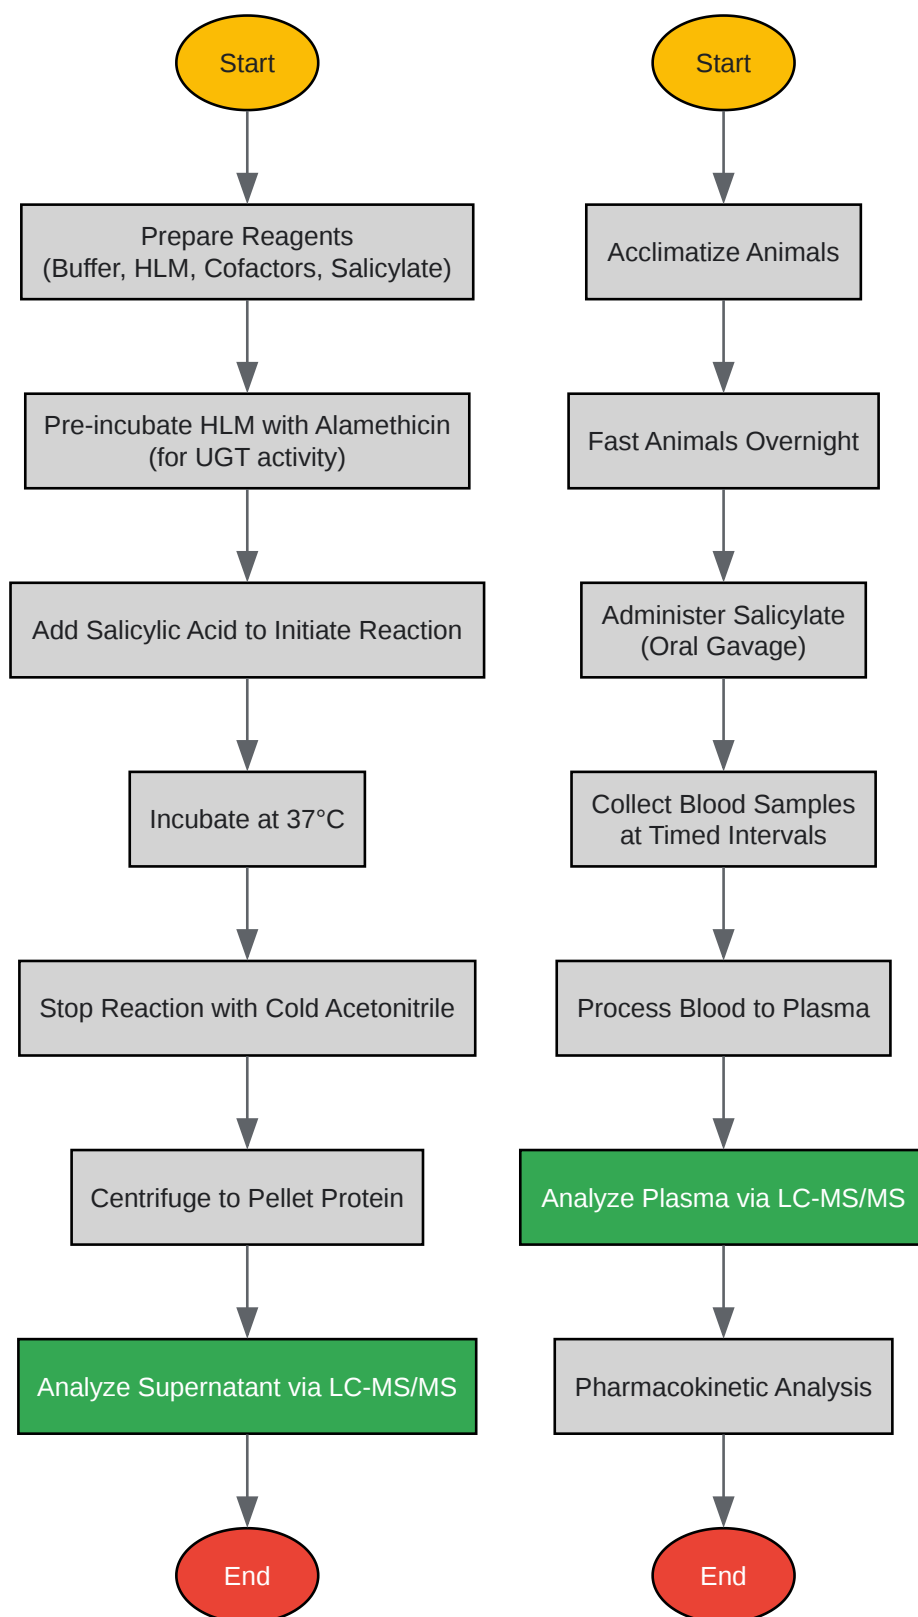 Start
Prepare Reagents
(Buffer, HLM, Cofactors, Salicylate)
Pre-incubate HLM with Alamethicin
(for UGT activity)
Add Salicylic Acid to Initiate Reaction
Incubate at 37°C
Stop Reaction with Cold Acetonitrile
Centrifuge to Pellet Protein
Analyze Supernatant via LC-MS/MS
End
Start
Acclimatize Animals
Fast Animals Overnight
Administer Salicylate
(Oral Gavage)
Collect Blood Samples
at Timed Intervals
Process Blood to Plasma
Analyze Plasma via LC-MS/MS
Pharmacokinetic Analysis
End